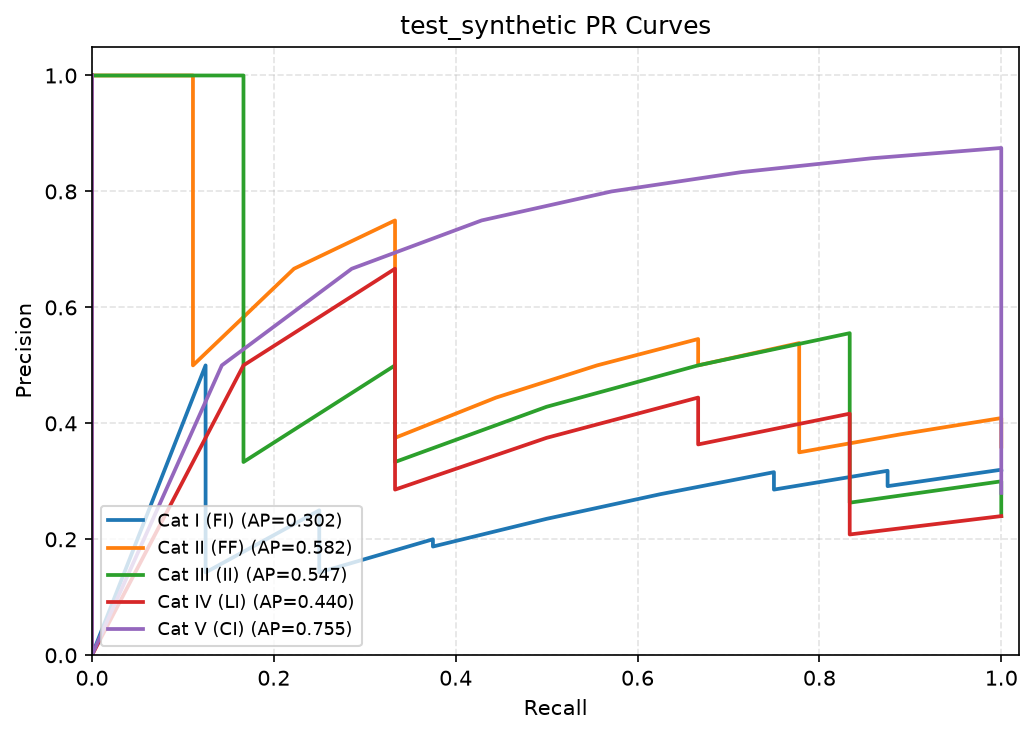 test_synthetic PR Curves
Precision
1.0
0.8
0.6
0.4
0.2
0.0
Cat I (FI) (AP=0.302)
Cat II (FF) (AP=0.582)
Cat III (II) (AP=0.547)
Cat IV (LI) (AP=0.440)
Cat V (CI) (AP=0.755)
0.0 0.2 0.4 0.6 0.8 1.0
Recall